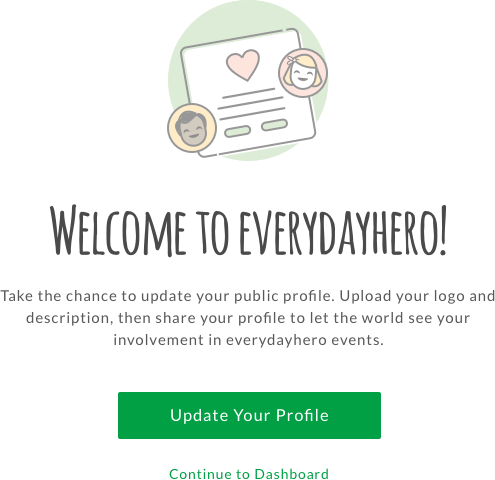 Welcome to everydayhero!
Take the chance to update your public profile. Upload your logo and
description, then share your profile to let the world see your
involvement in everydayhero events.
Update Your Profile
Continue to Dashboard